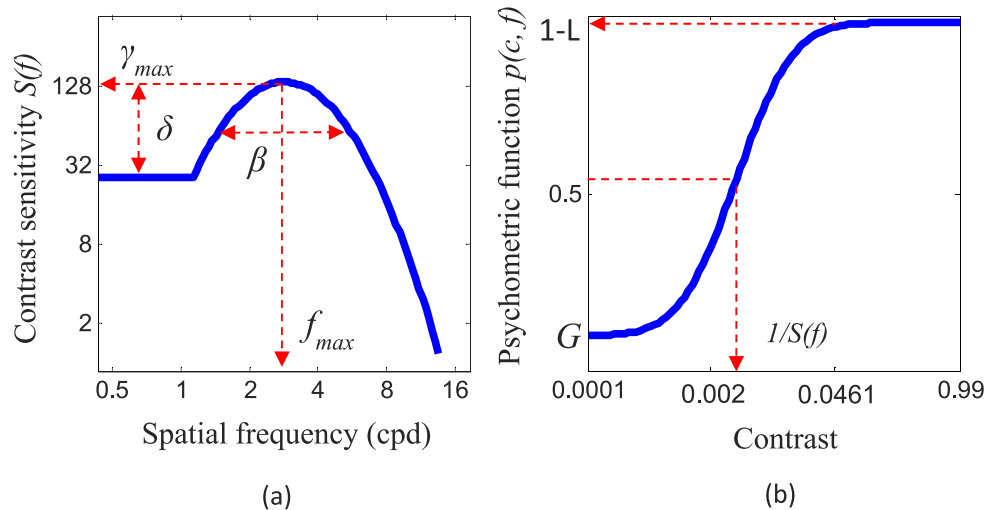 Contrast sensitivity S(f)
128
32
8
2
γmax
δ
β
fmax
0.5 1 2 4 8 16
Spatial frequency (cpd)
(a)
Psychometric function p(c, f)
1-L
0.5
G
1/S(f)
0.0001 0.002 0.0461 0.99
Contrast
(b)